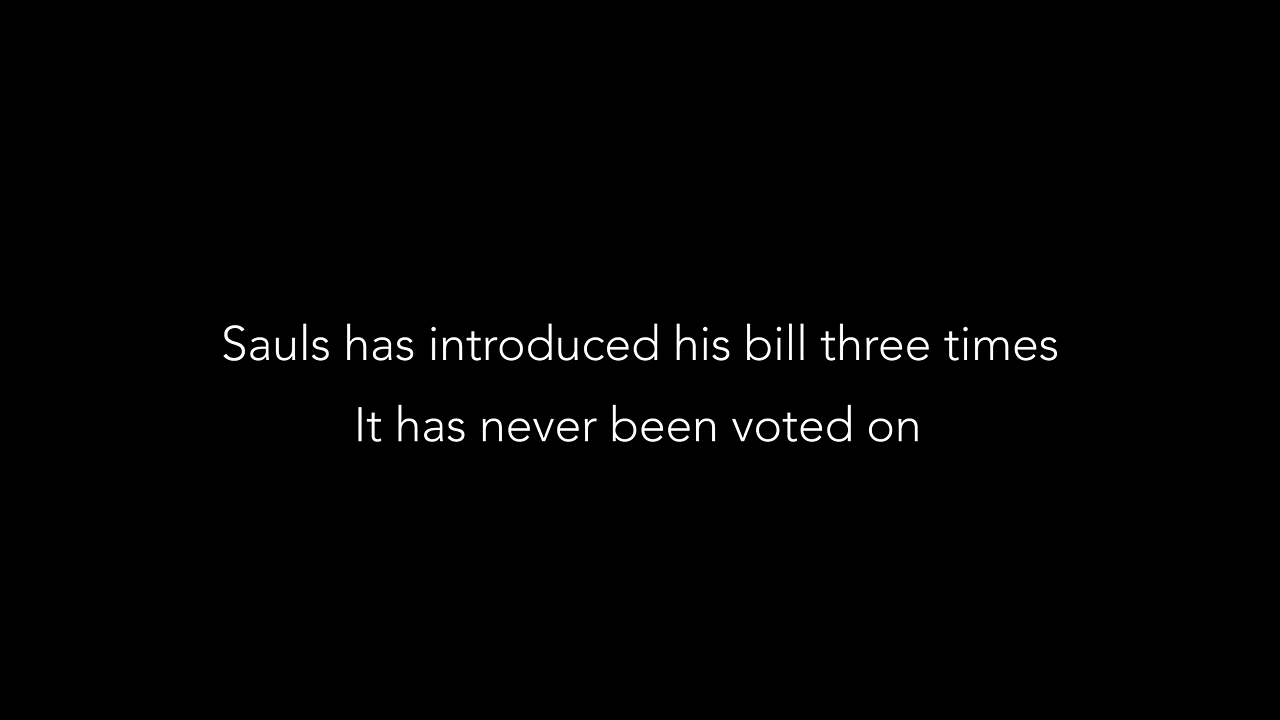 Sauls has introduced his bill three times
It has never been voted on